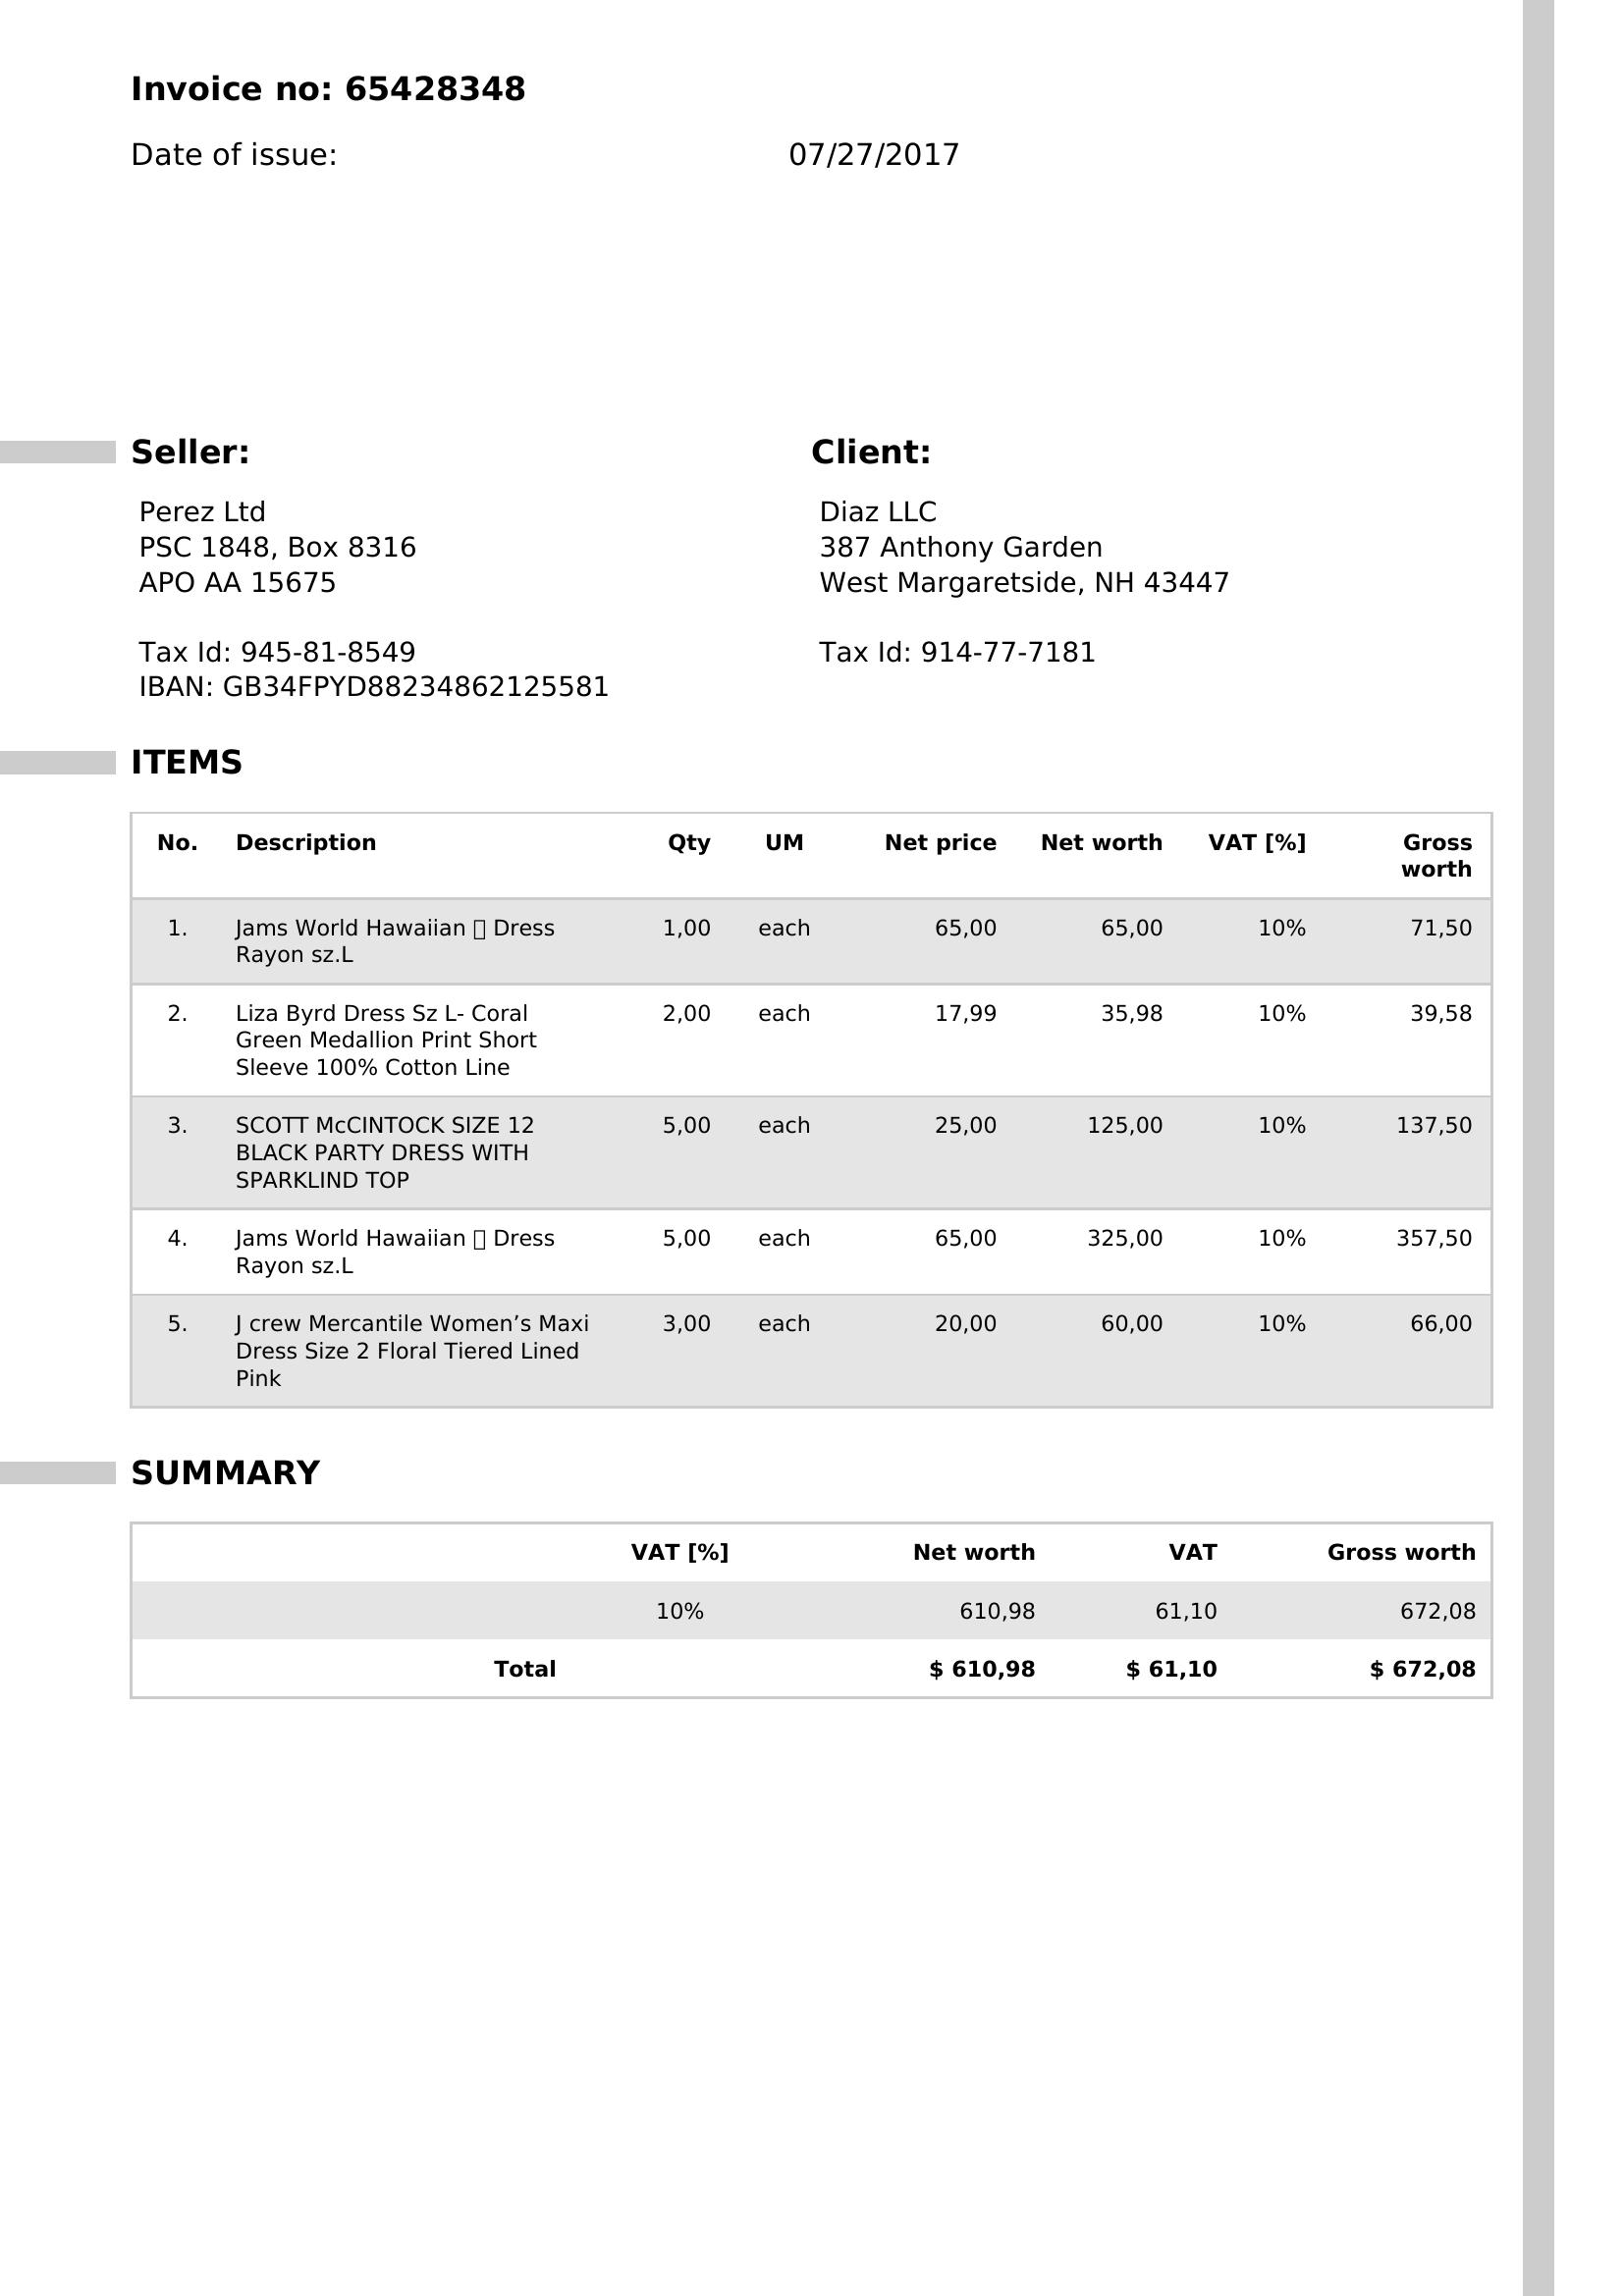 Invoice no: 65428348
Date of issue: 07/27/2017
Seller: Client:
Perez Ltd Diaz LLC
PSC 1848, Box 8316 387 Anthony Garden
APO AA 15675 West Margaretside, NH 43447
Tax Id: 945-81-8549 Tax Id: 914-77-7181
IBAN: GB34FPYD88234862125581
ITEMS
No. Description Qty UM Net price Net worth VAT [%] Gross
worth
1. Jams World Hawaiian ▯ Dress 1,00 each 65,00 65,00 10% 71,50
Rayon sz.L
2. Liza Byrd Dress Sz L- Coral 2,00 each 17,99 35,98 10% 39,58
Green Medallion Print Short
Sleeve 100% Cotton Line
3. SCOTT McCINTOCK SIZE 12 5,00 each 25,00 125,00 10% 137,50
BLACK PARTY DRESS WITH
SPARKLIND TOP
4. Jams World Hawaiian ▯ Dress 5,00 each 65,00 325,00 10% 357,50
Rayon sz.L
5. J crew Mercantile Women’s Maxi 3,00 each 20,00 60,00 10% 66,00
Dress Size 2 Floral Tiered Lined
Pink
SUMMARY
VAT [%] Net worth VAT Gross worth
10% 610,98 61,10 672,08
Total $ 610,98 $ 61,10 $ 672,08